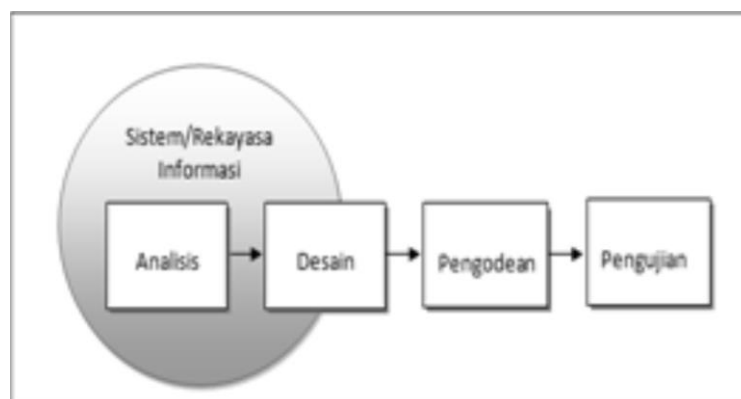 Sistem/Rekayasa
Informasi
Analisis
Desain
Pengodean
Pengujian